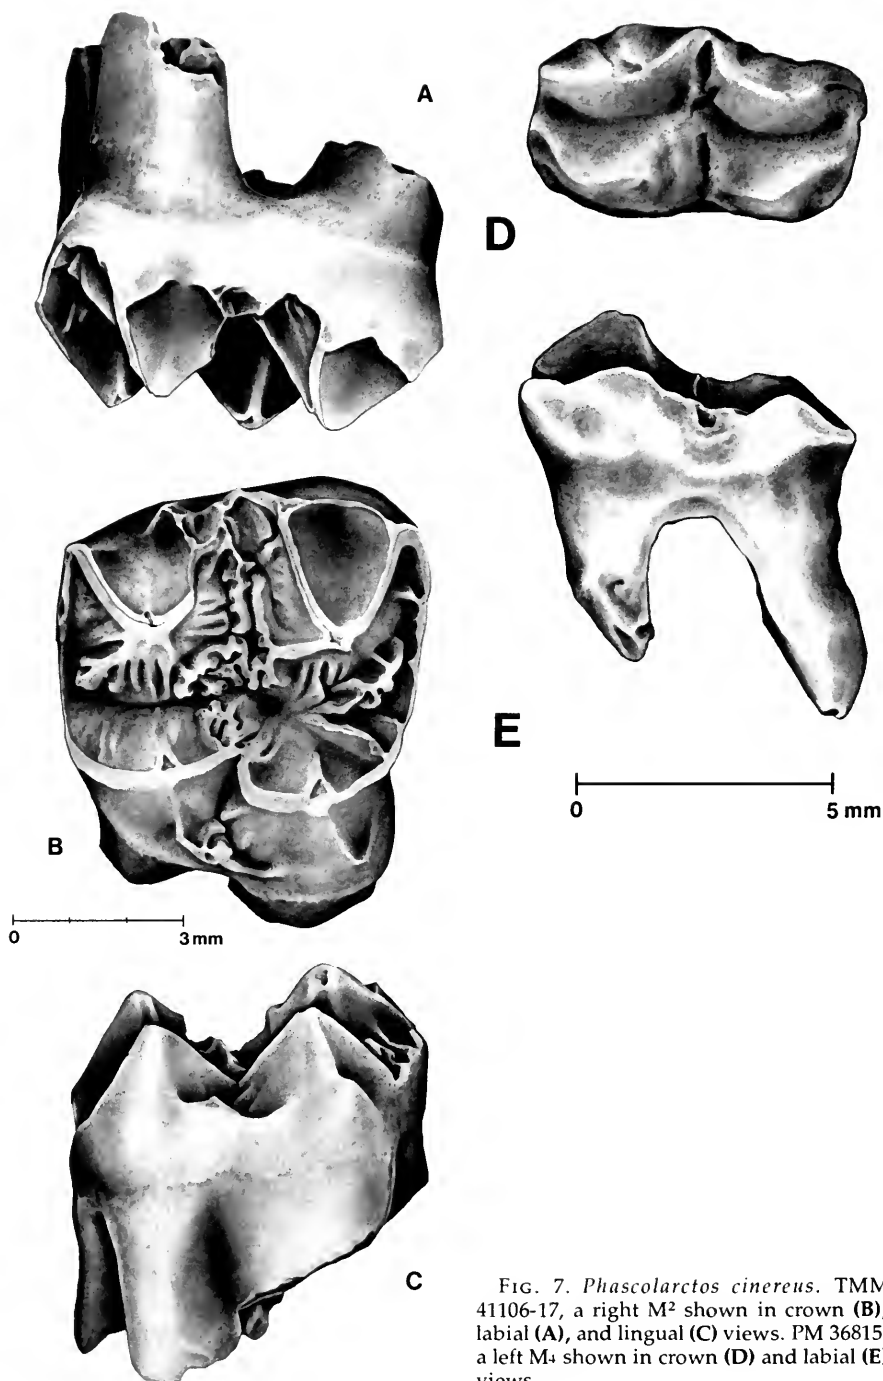 A
D
E
0 5 mm
B
0 3 mm
C
FIG. 7. Phascolarctos cinereus. TMM
41106-17, a right M² shown in crown (B),
labial (A), and lingual (C) views. PM 36815,
a left M₄ shown in crown (D) and labial (E)
views.